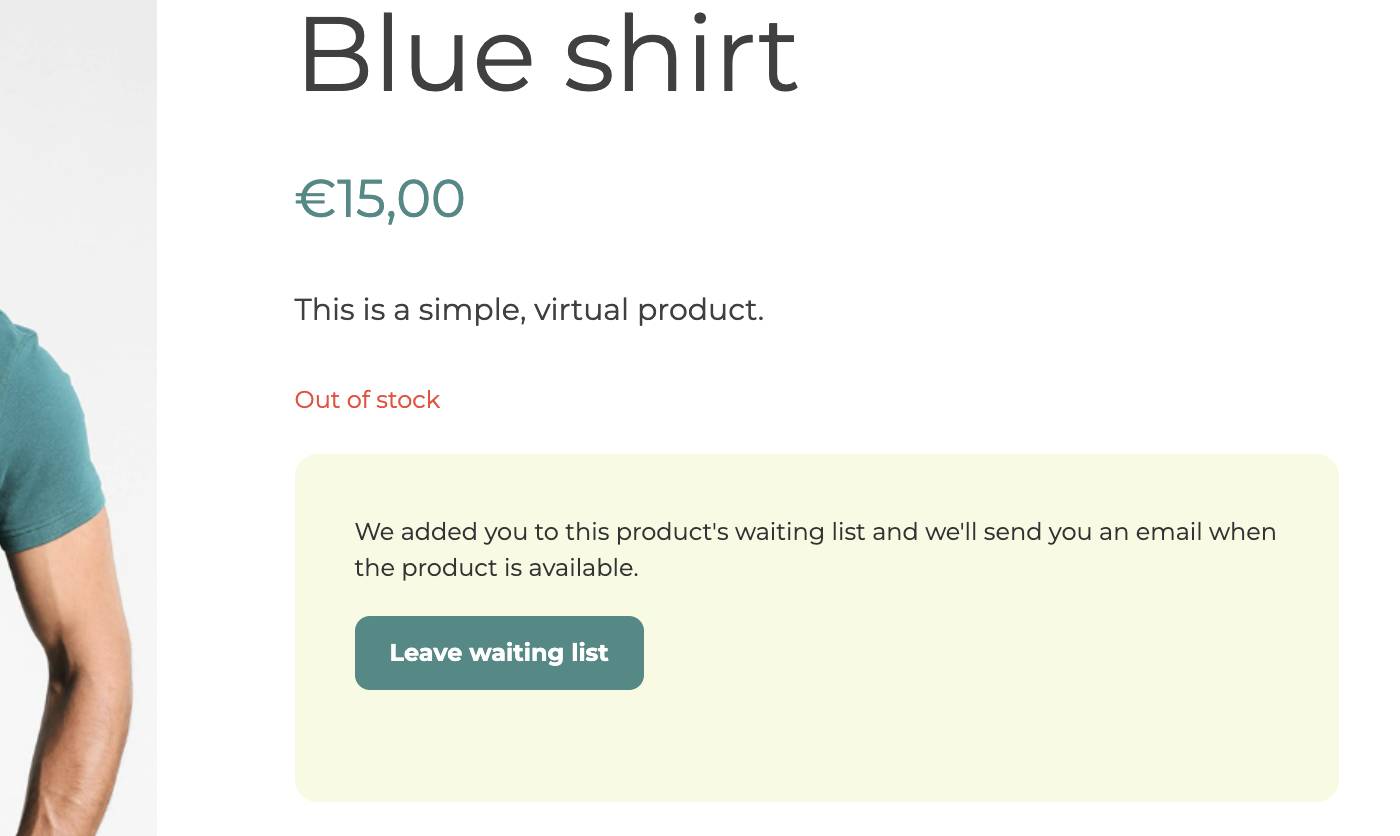 Blue shirt
€15,00
This is a simple, virtual product.
Out of stock
We added you to this product's waiting list and we'll send you an email when
the product is available.
Leave waiting list